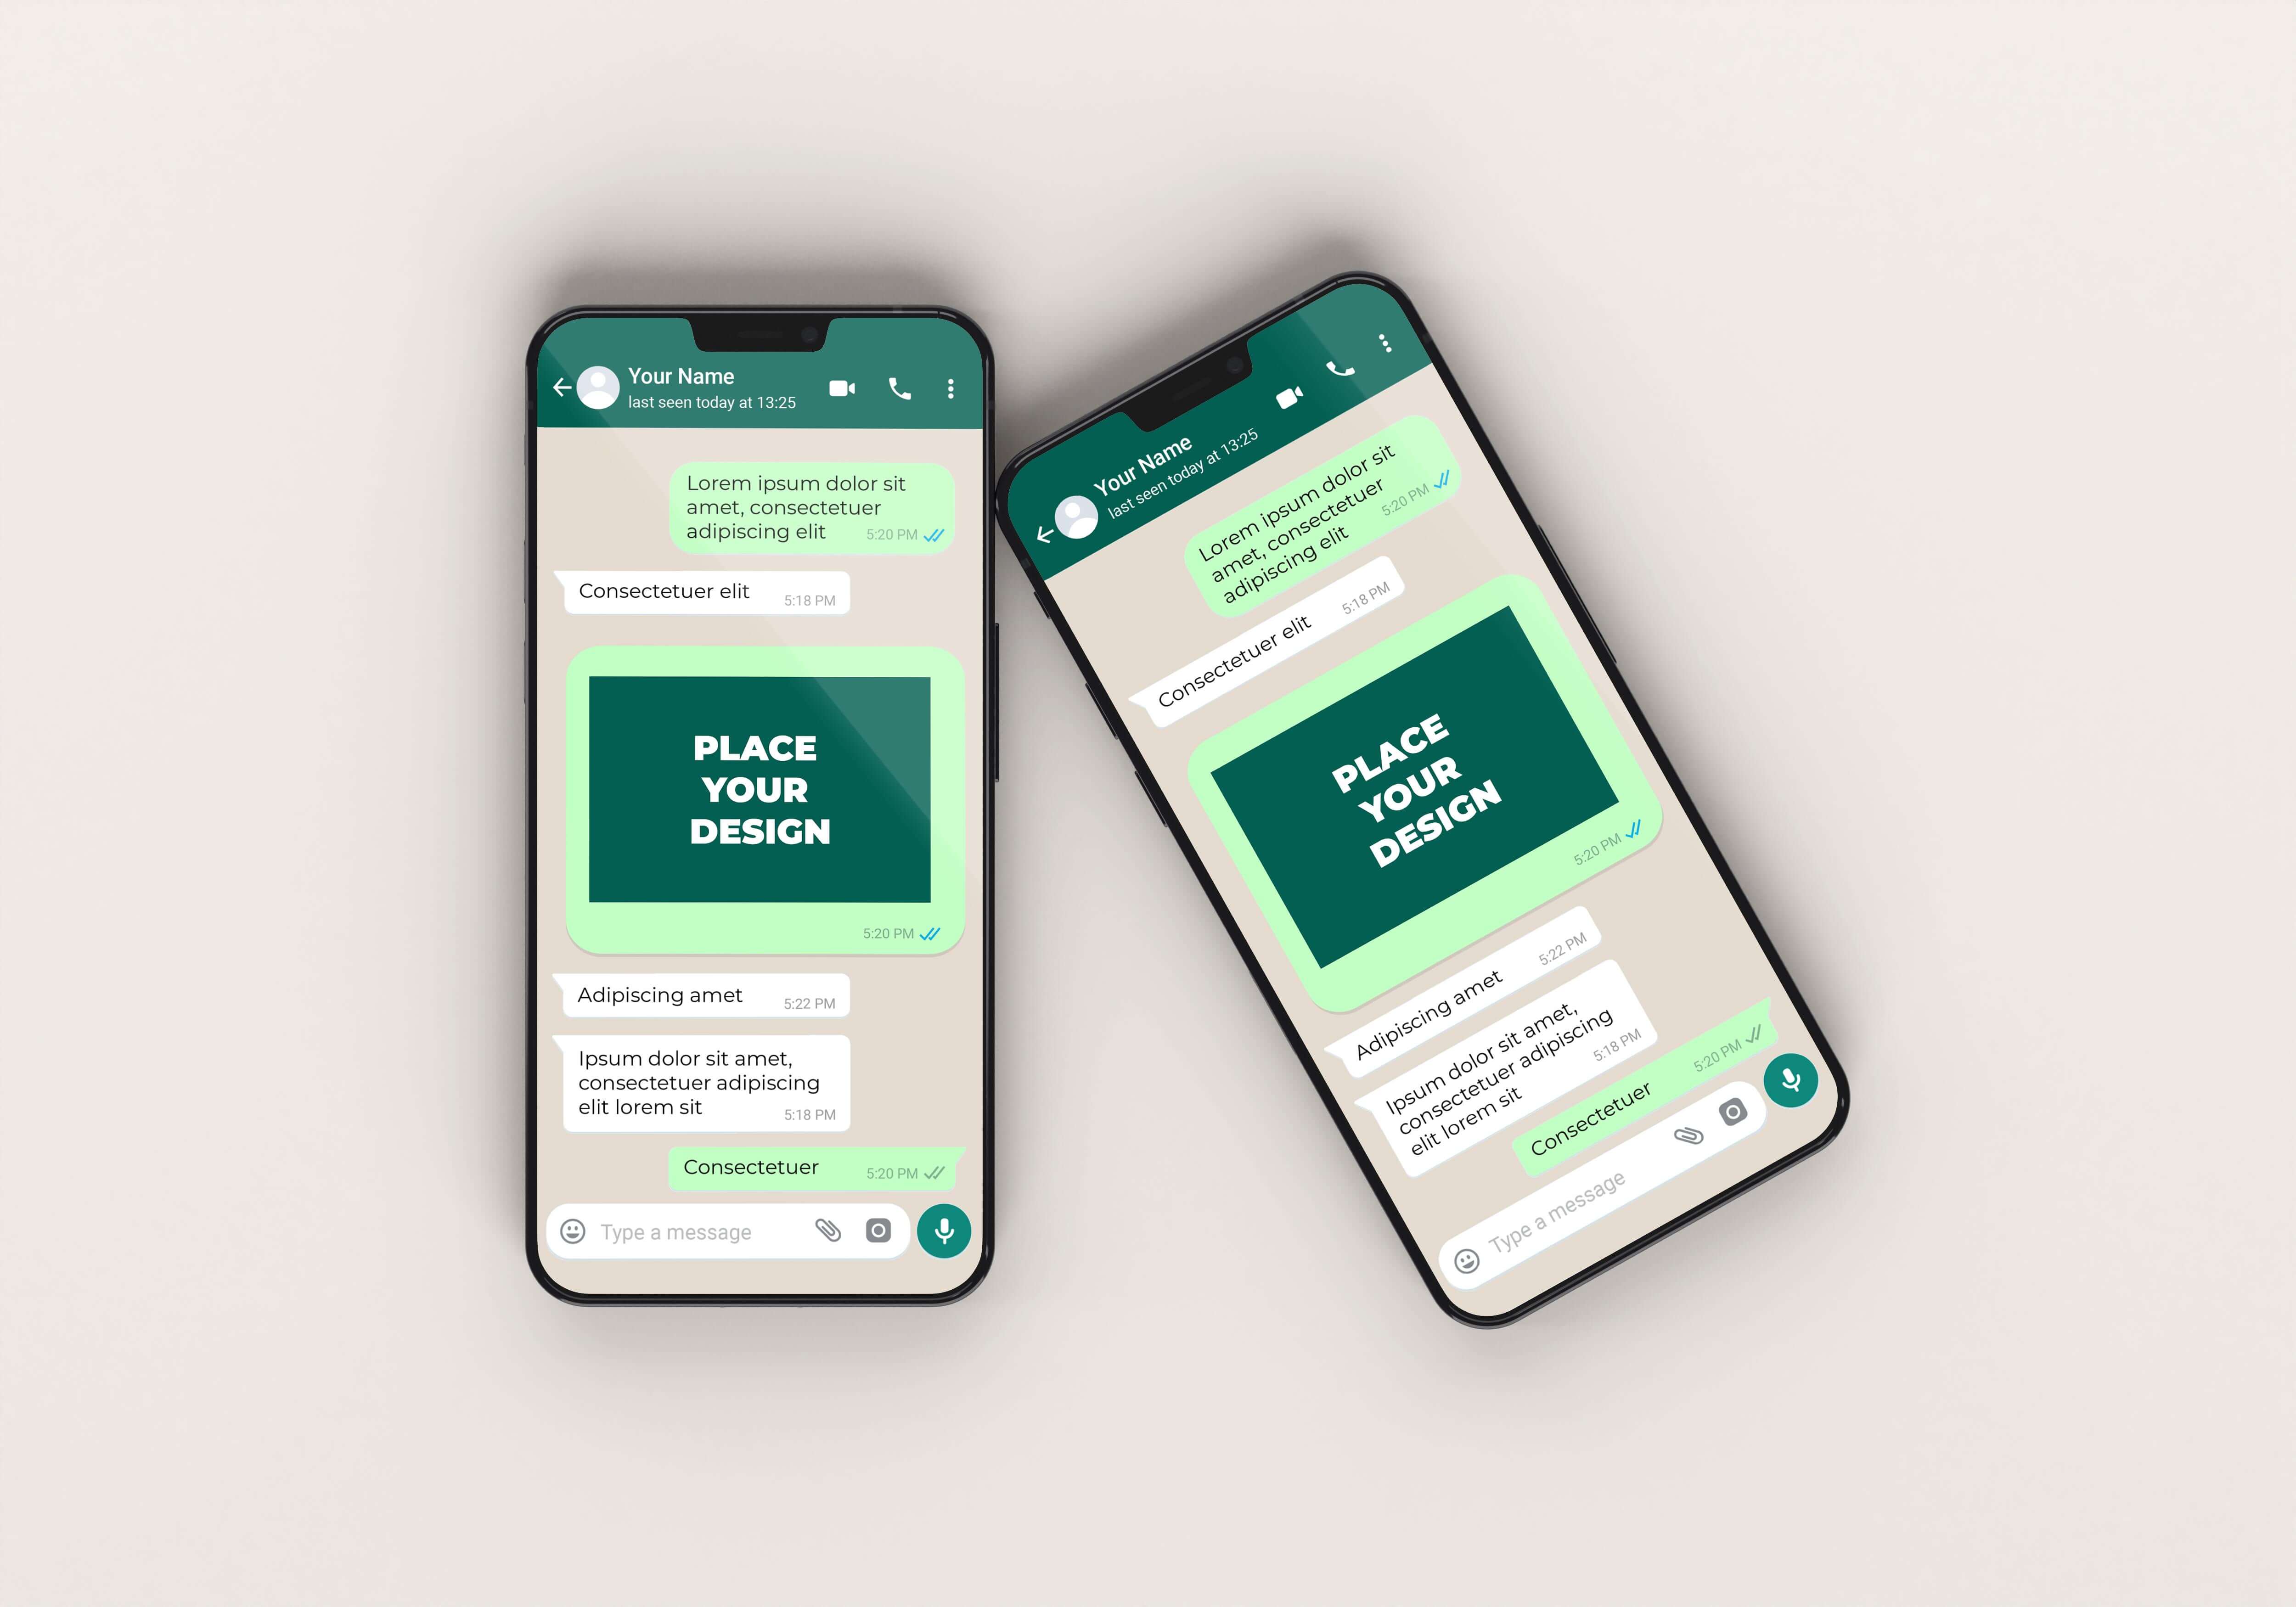 Your Name
last seen today at 13:25
Lorem ipsum dolor sit
amet, consectetuer
adipiscing elit
5:20 PM
Consectetuer elit
5:18 PM
PLACE
YOUR
DESIGN
5:20 PM
Adipiscing amet
5:22 PM
Ipsum dolor sit amet,
consectetuer adipiscing
elit lorem sit
5:18 PM
Consectetuer
5:20 PM
Type a message
Your Name
last seen today at 13:25
Lorem ipsum dolor sit
amet, consectetuer
adipiscing elit
5:20 PM
Consectetuer elit
5:18 PM
PLACE
YOUR
DESIGN
5:20 PM
Adipiscing amet
5:22 PM
Ipsum dolor sit amet,
consectetuer adipiscing
elit lorem sit
5:18 PM
Consectetuer
5:20 PM
Type a message